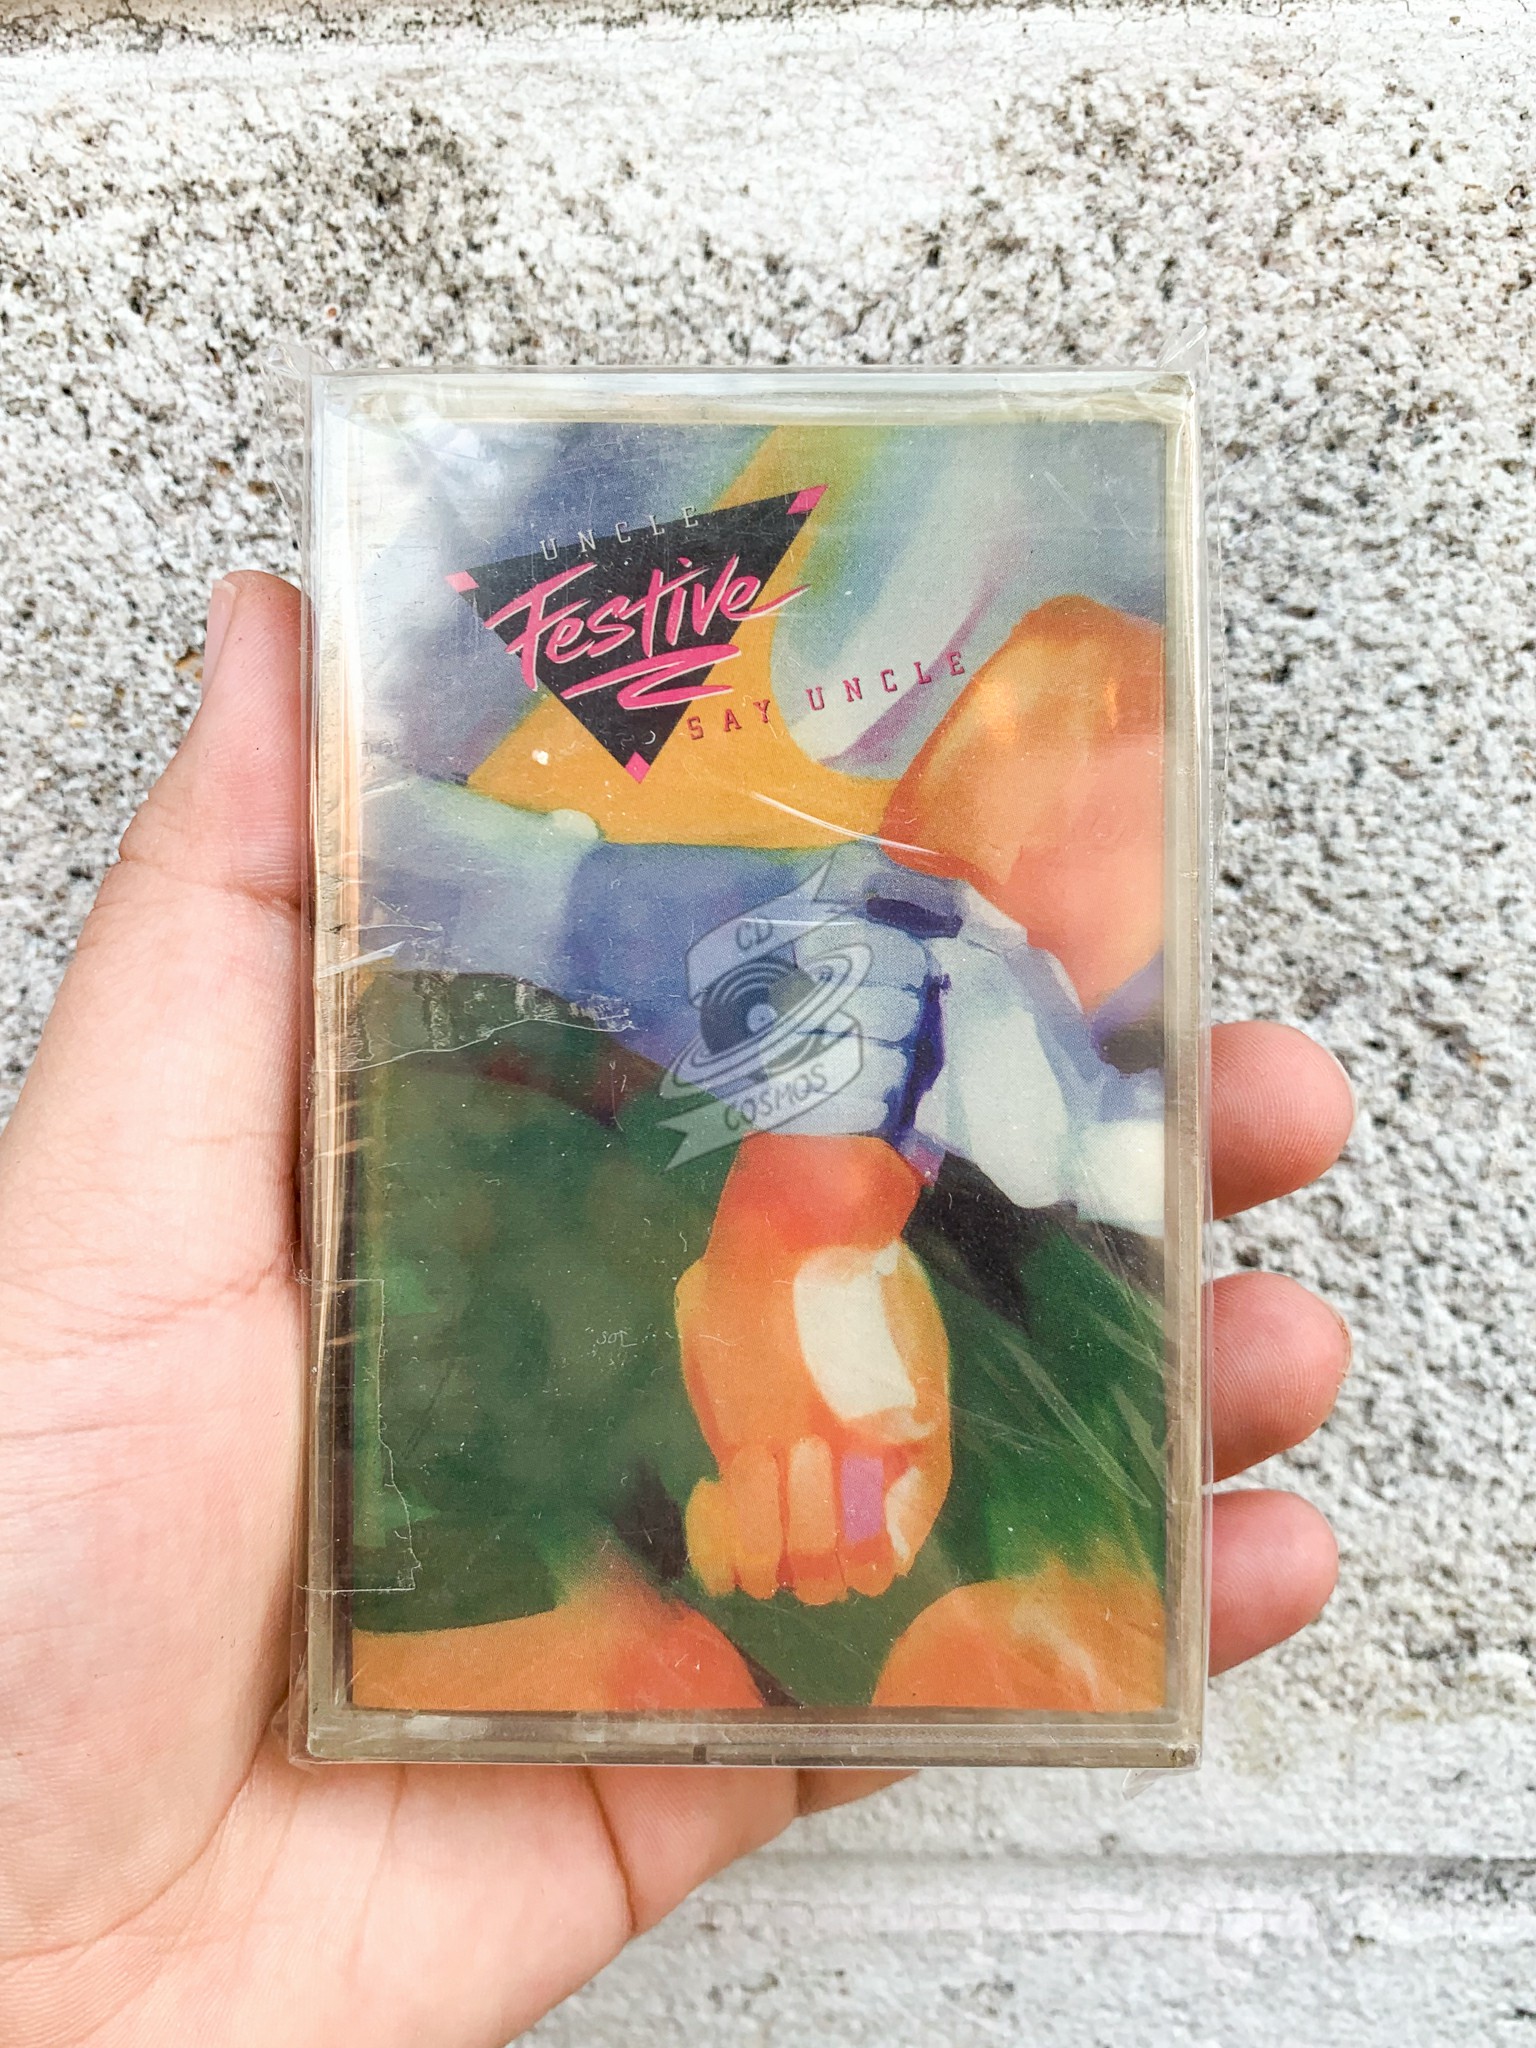 UNCLE
Festive
SAY UNCLE
CD
COSMOS